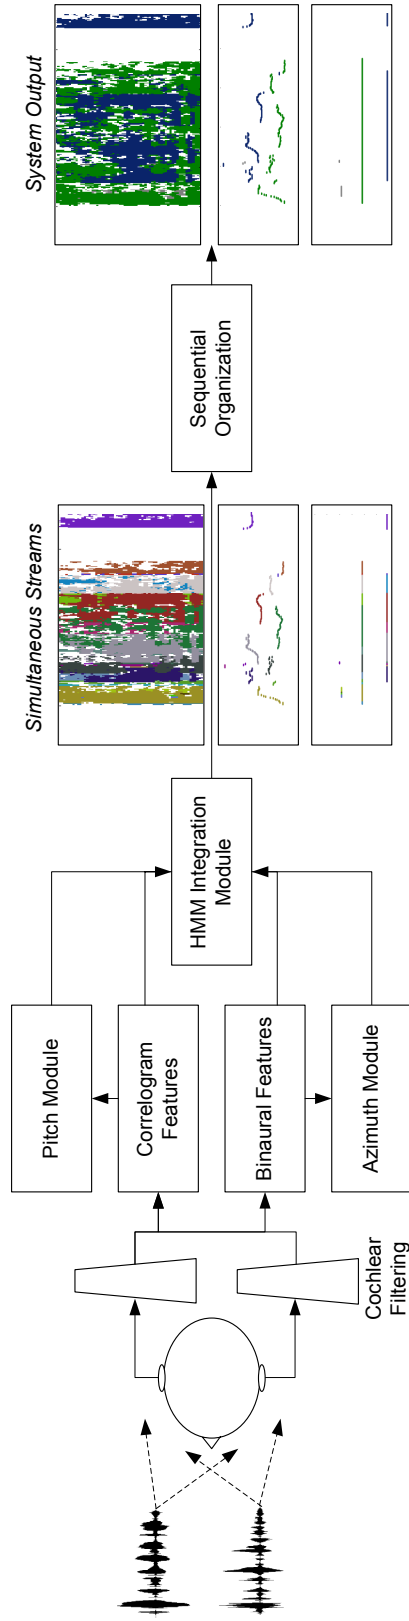 Cochlear
Filtering
Pitch Module
Correlogram
Features
Binaural Features
Azimuth Module
HMM Integration
Module
Simultaneous Streams
Sequential
Organization
System Output